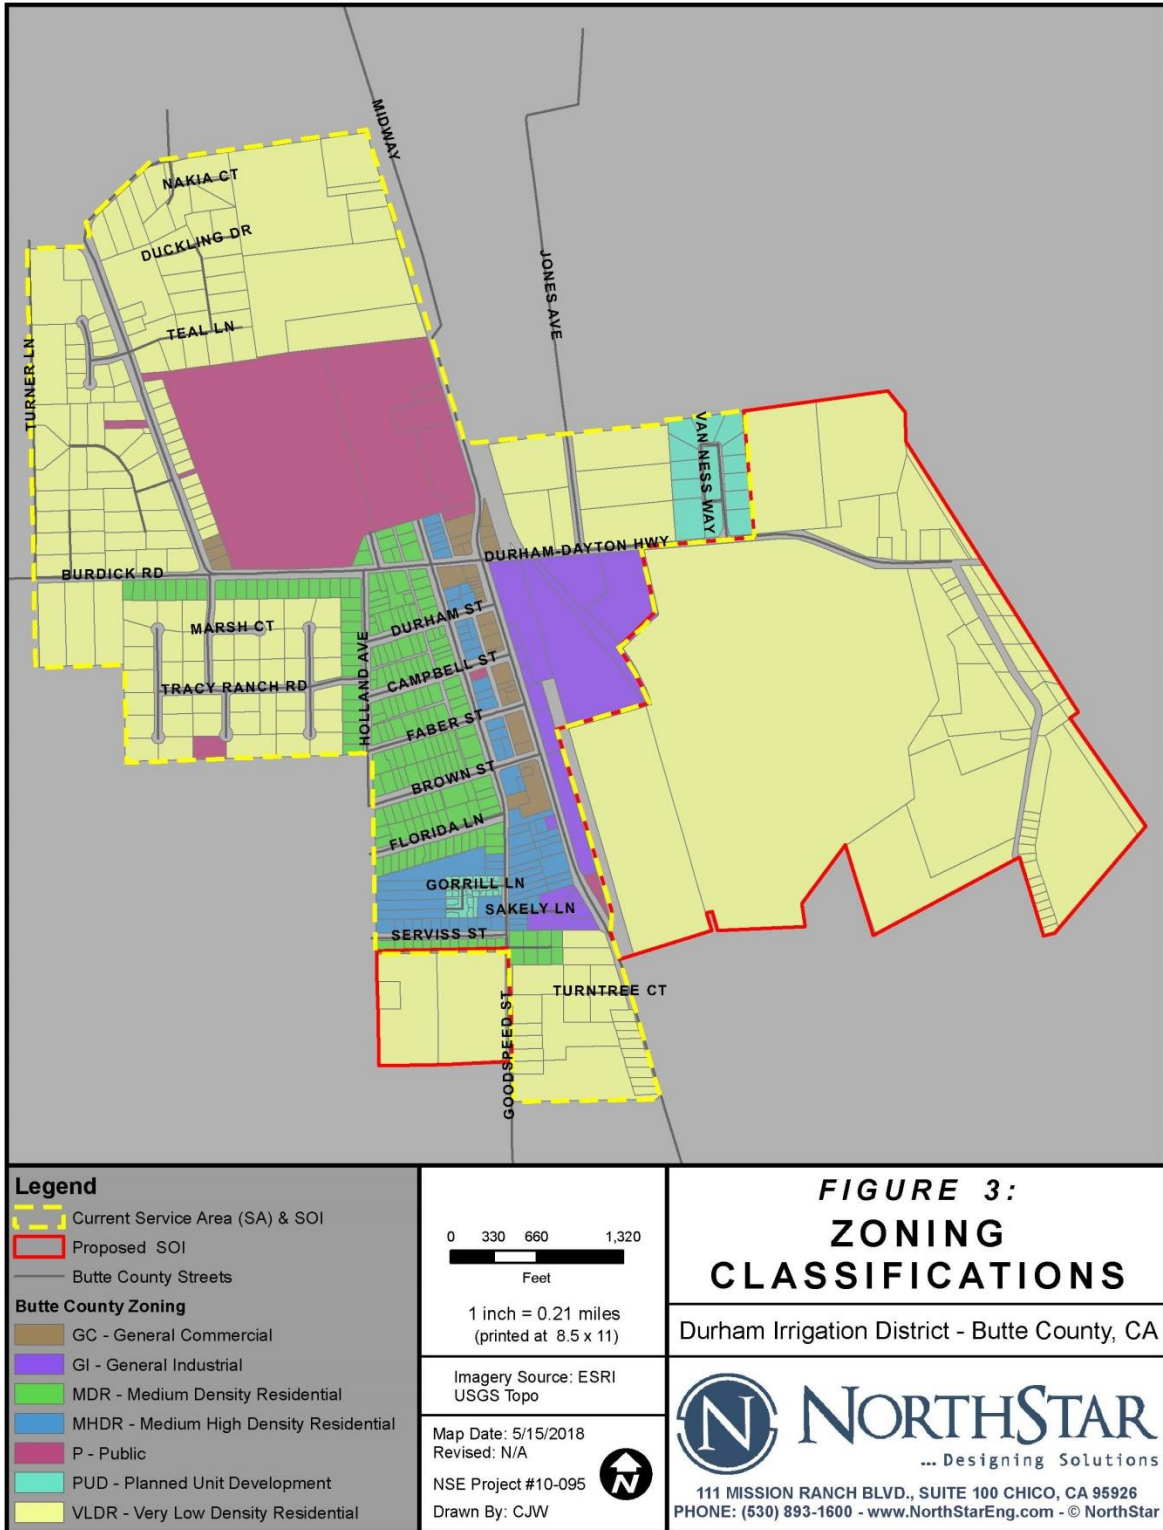 MIDWAY
NAKIA CT
DUCKLING DR
JONES AVE
TEAL LN
TURNER LN
VAN NESS WAY
DURHAM-DAYTON HWY
BURDICK RD
DURHAM ST
MARSH CT
HOLLAND AVE
CAMPBELL ST
TRACY RANCH RD
FABER ST
BROWN ST
FLORIDA LN
GORRILL LN
SAKELY LN
SERVISS ST
TURNTREE CT
GOODSPEED ST
Legend
Current Service Area (SA) & SOI
Proposed SOI
Butte County Streets
Butte County Zoning
GC - General Commercial
GI - General Industrial
MDR - Medium Density Residential
MHDR - Medium High Density Residential
P - Public
PUD - Planned Unit Development
VLDR - Very Low Density Residential
0 330 660 1,320
Feet
1 inch = 0.21 miles
(printed at 8.5 x 11)
Imagery Source: ESRI
USGS Topo
Map Date: 5/15/2018
Revised: N/A
NSE Project #10-095
Drawn By: CJW
N
FIGURE 3:
ZONING
CLASSIFICATIONS
Durham Irrigation District - Butte County, CA
N
NORTHSTAR
... Designing Solutions
111 MISSION RANCH BLVD., SUITE 100 CHICO, CA 95926
PHONE: (530) 893-1600 - www.NorthStarEng.com - © NorthStar